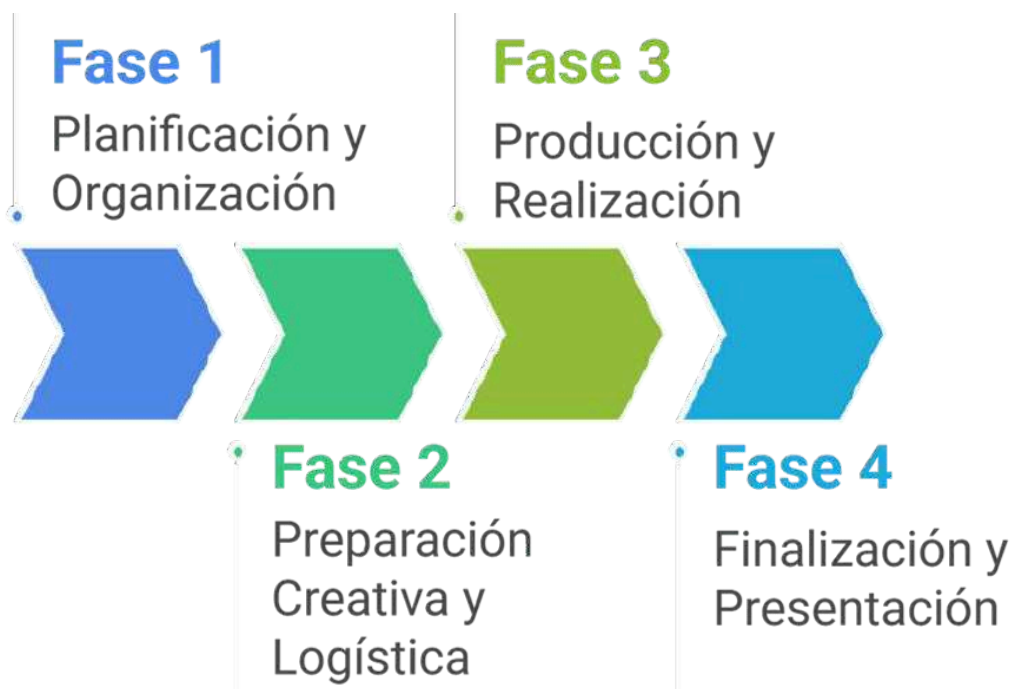 Fase 1
Planificación y
Organización
Fase 3
Producción y
Realización
Fase 2
Preparación
Creativa y
Logística
Fase 4
Finalización y
Presentación